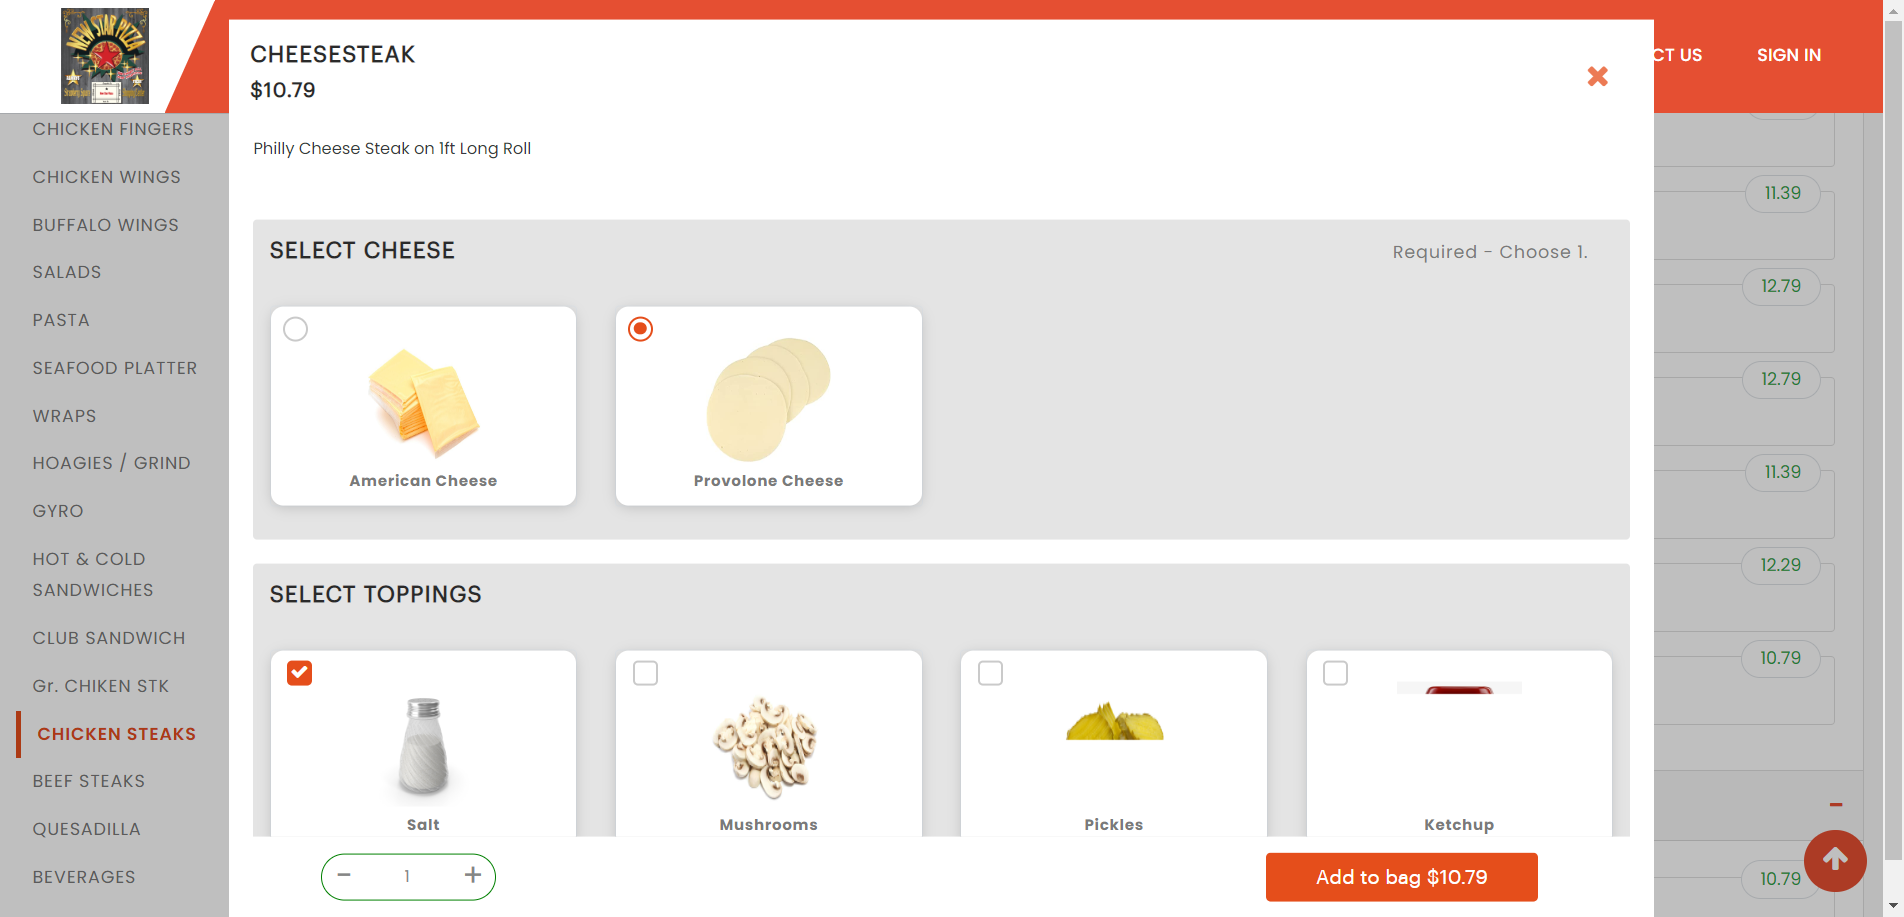 NEW STAR PIZZA
CT US
SIGN IN
CHICKEN FINGERS
CHICKEN WINGS
BUFFALO WINGS
SALADS
PASTA
SEAFOOD PLATTER
WRAPS
HOAGIES / GRIND
GYRO
HOT & COLD
SANDWICHES
CLUB SANDWICH
Gr. CHIKEN STK
CHICKEN STEAKS
BEEF STEAKS
QUESADILLA
BEVERAGES
CHEESESTEAK
$10.79
Philly Cheese Steak on 1ft Long Roll
SELECT CHEESE
Required - Choose 1.
American Cheese
Provolone Cheese
SELECT TOPPINGS
Salt
Mushrooms
Pickles
Ketchup
1
Add to bag $10.79
11.39
12.79
12.79
11.39
12.29
10.79
10.79